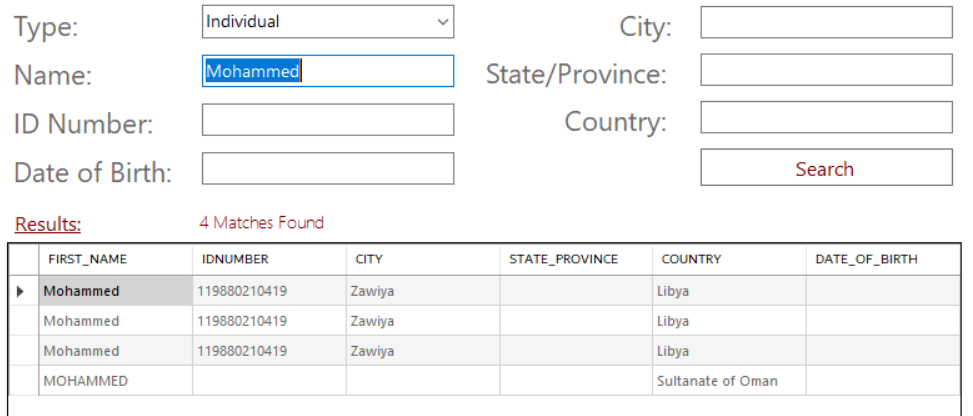 Type: Individual City:
Name: Mohammed State/Province:
ID Number: Country:
Date of Birth: Search
Results: 4 Matches Found
FIRST_NAME IDNUMBER CITY STATE_PROVINCE COUNTRY DATE_OF_BIRTH
Mohammed 119880210419 Zawiya Libya
Mohammed 119880210419 Zawiya Libya
Mohammed 119880210419 Zawiya Libya
MOHAMMED Sultanate of Oman